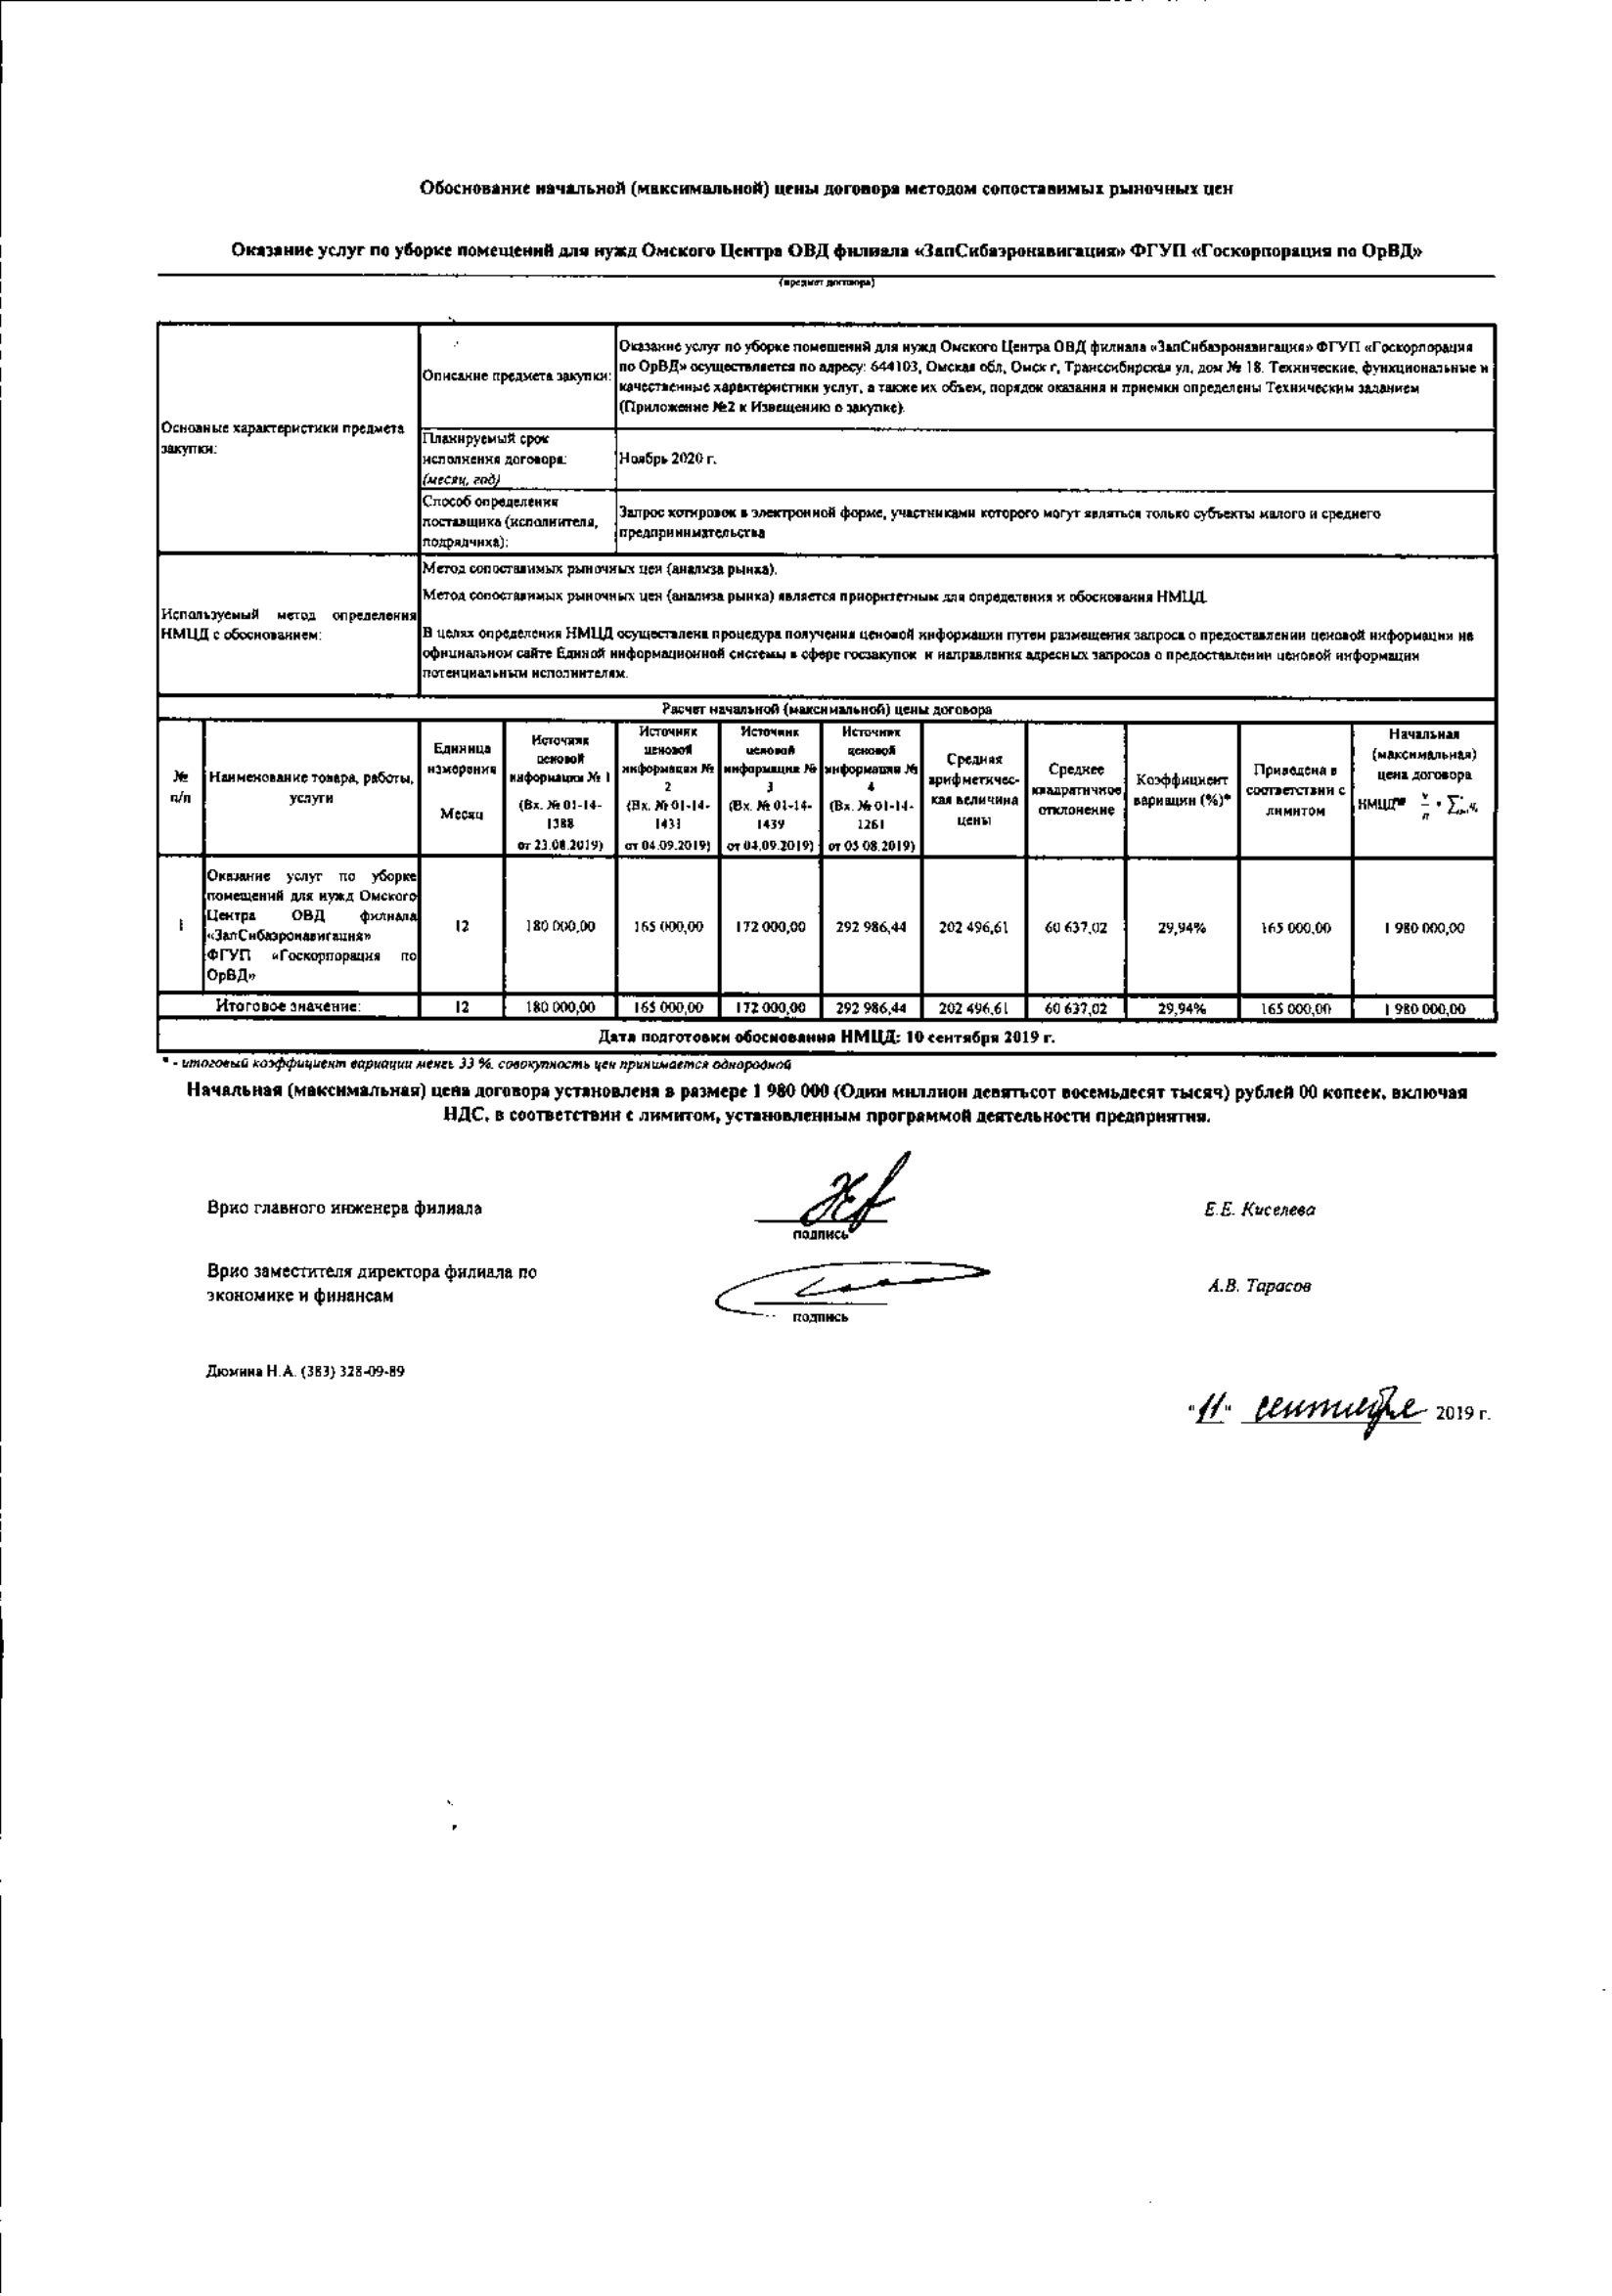 Обоснование начальной (максимальной) цены договора методом сопоставимых рыночных цен
Оказание услуг по уборке помещений для нужд Омского Центра ОВД филиала «ЗапСибаэронавигация» ФГУП «Госкорпорация по ОрВД»
(предмет договора)
Основные характеристики предмета
закупки:
Описание предмета закупки:
Оказание услуг по уборке помещений для нужд Омского Центра ОВД филиала «ЗапСибаэронавигация» ФГУП «Госкорпорация
по ОрВД» осуществляется по адресу: 644103, Омская обл, Омск г, Транссибирская ул, дом № 18. Технические, функциональные и
качественные характеристики услуг, а также их объем, порядок оказания и приемки определены Техническим заданием
(Приложение №2 к Извещению о закупке).
Планируемый срок
исполнения договора:
(месяц, год)
Ноябрь 2020 г.
Способ определения
поставщика (исполнителя,
подрядчика):
Запрос котировок в электронной форме, участниками которого могут являться только субъекты малого и среднего
предпринимательства
Используемый метод определения
НМЦД с обоснованием:
Метод сопоставимых рыночных цен (анализа рынка).
Метод сопоставимых рыночных цен (анализа рынка) является приоритетным для определения и обоснования НМЦД.
В целях определения НМЦД осуществлена процедура получения ценовой информации путем размещения запроса о предоставлении ценовой информации на
официальном сайте Единой информационной системы в сфере госзакупок и направления адресных запросов о предоставлении ценовой информации
потенциальным исполнителям.
Расчет начальной (максимальной) цены договора
№
п/п
Наименование товара, работы,
услуги
Единица
измерения
Месяц
Источник
ценовой
информации № 1
(Вх. № 01-14-
1388
от 23.08.2019)
Источник
ценовой
информации №
2
(Вх. № 01-14-
1431
от 04.09.2019)
Источник
ценовой
информации №
3
(Вх. № 01-14-
1439
от 04.09.2019)
Источник
ценовой
информации №
4
(Вх. № 01-14-
1261
от 05 08.2019)
Средняя
арифметичес-
кая величина
цены
Среднее
квадратичное
отклонение
Коэффициент
вариации (%)*
Приведена в
соответствии с
лимитом
Начальная
(максимальная)
цена договора
НМЦД
1
Оказание услуг по уборке
помещений для нужд Омского
Центра ОВД филиала
«ЗапСибаэронавигация»
ФГУП «Госкорпорация по
ОрВД»
12
180 000,00
165 000,00
172 000,00
292 986,44
202 496,61
60 637,02
29,94%
165 000,00
1 980 000,00
Итоговое значение:
12
180 000,00
165 000,00
172 000,00
292 986,44
202 496,61
60 637,02
29,94%
165 000,00
1 980 000,00
Дата подготовки обоснования НМЦД: 10 сентября 2019 г.
* - итоговый коэффициент вариации менее 33 %, совокупность цен принимается однородной
Начальная (максимальная) цена договора установлена в размере 1 980 000 (Один миллион девятьсот восемьдесят тысяч) рублей 00 копеек, включая
НДС, в соответствии с лимитом, установленным программой деятельности предприятия.
Врио главного инженера филиала
подпись
Е.Е. Киселева
Врио заместителя директора филиала по
экономике и финансам
подпись
А.В. Тарасов
Дюмина Н.А. (383) 328-09-89
"11" сентября 2019 г.